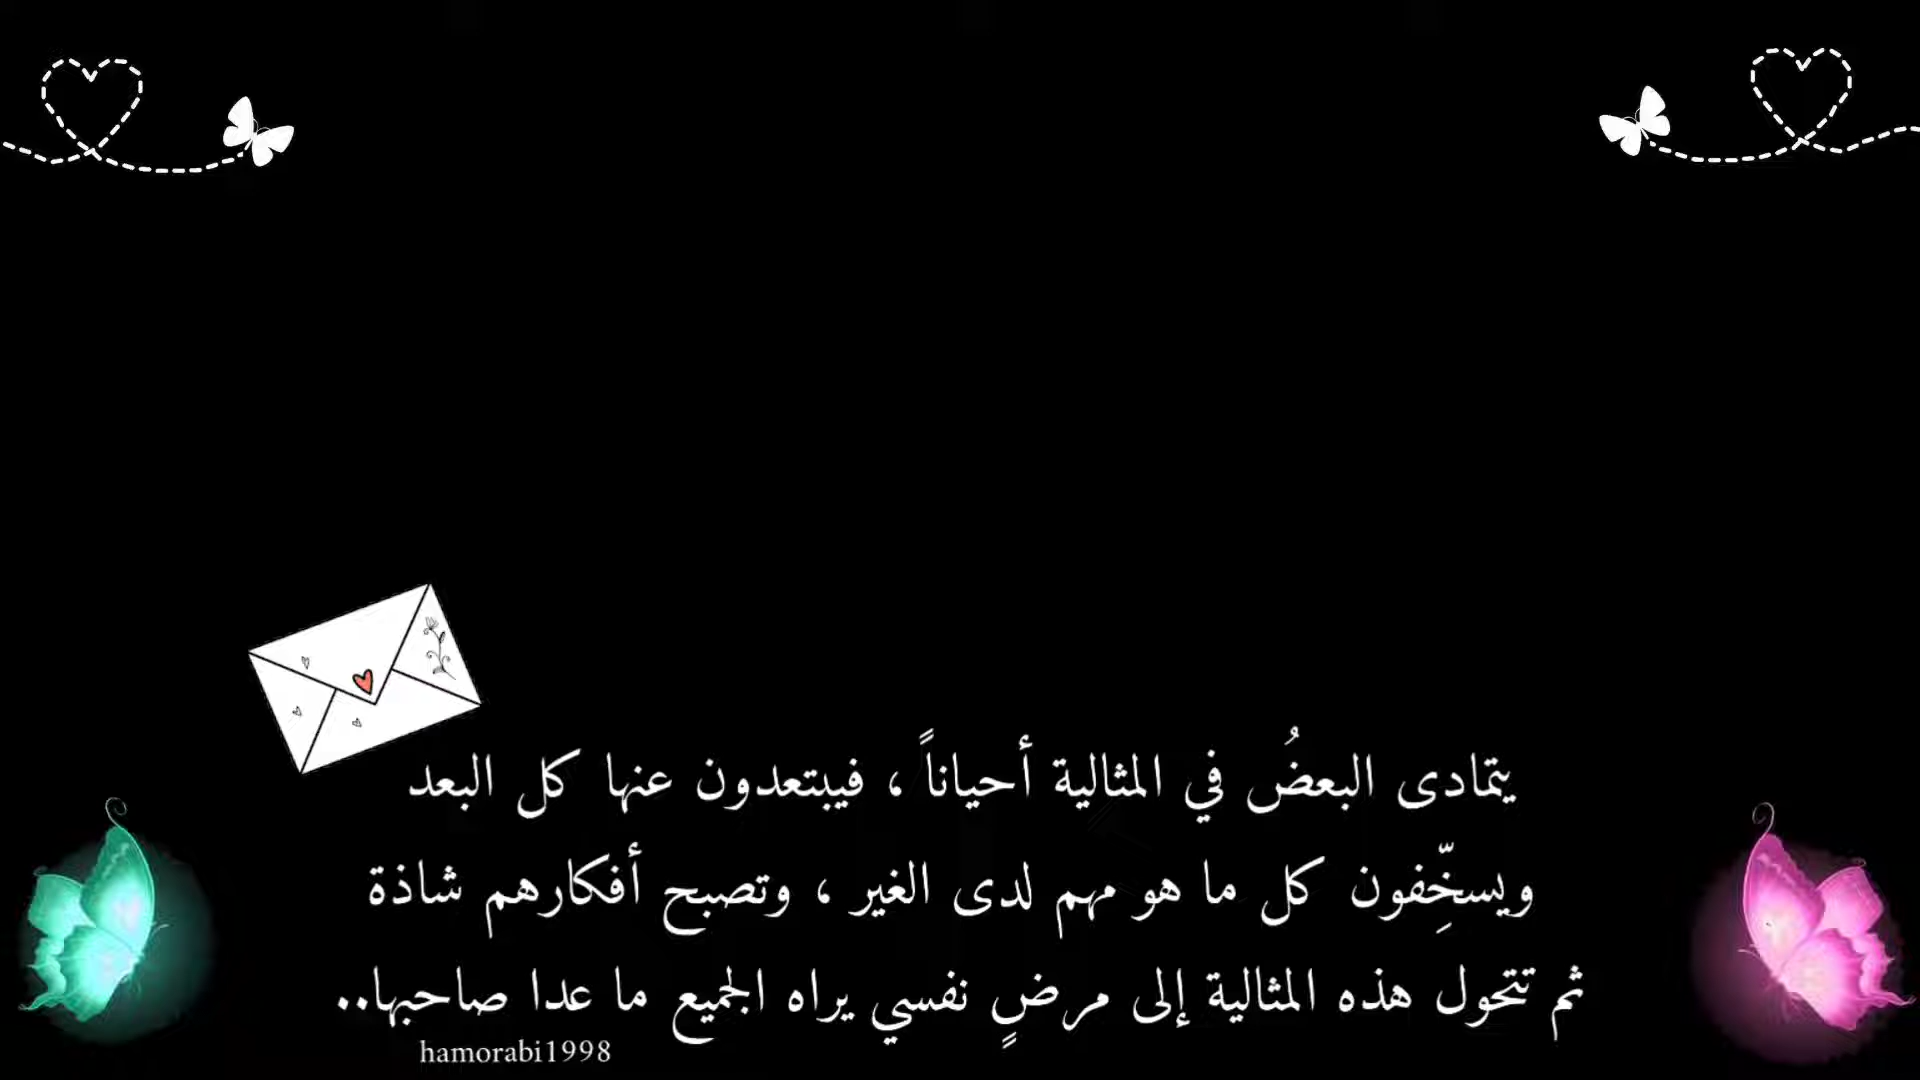 يتمادى البعضُ في المثالية أحياناً ، فيبتعدون عنها كل البعد
ويسخِّفون كل ما هو مهم لدى الغير ، وتصبح أفكارهم شاذة
ثم تتحول هذه المثالية إلى مرضٍ نفسي يراه الجميع ما عدا صاحبها..
hamorabi1998